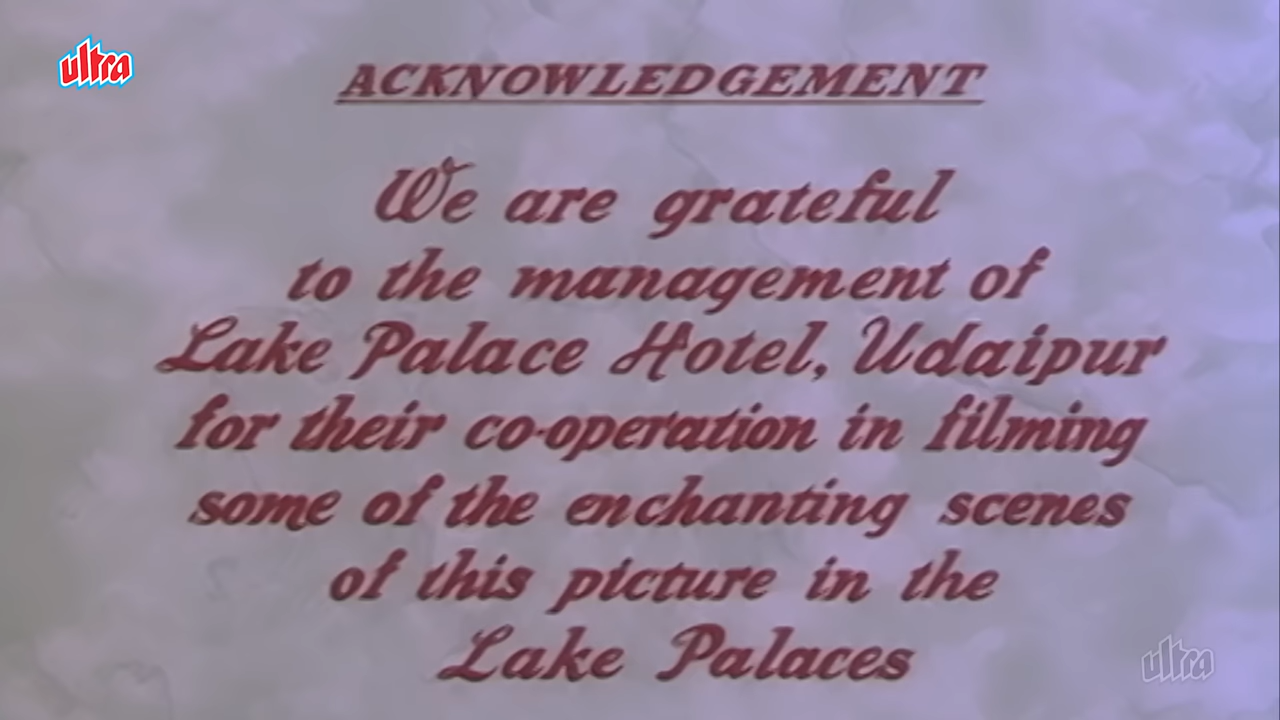 ultra
ACKNOWLEDGEMENT
We are grateful
to the management of
Lake Palace Hotel, Udaipur
for their co-operation in filming
some of the enchanting scenes
of this picture in the
Lake Palaces
ultra